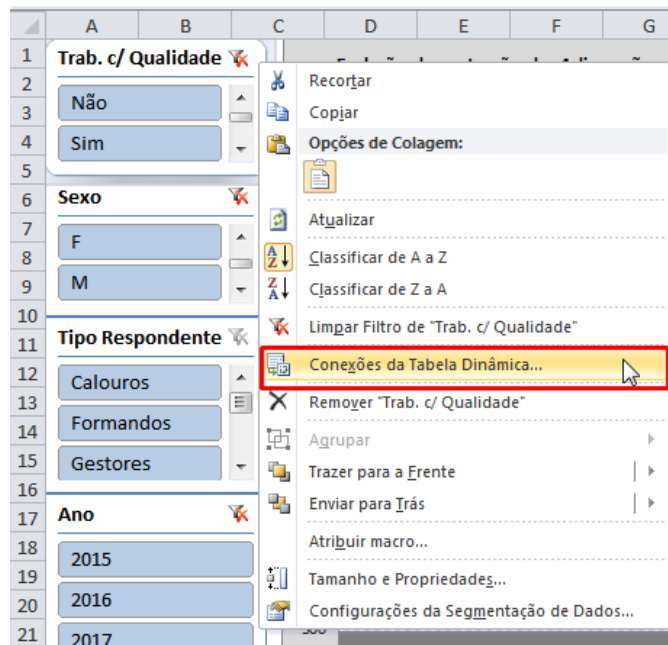 A B C D E F G
1 Trab. c/ Qualidade
2
3 Não
4 Sim
5
6 Sexo
7
8 F
9 M
10
11 Tipo Respondente
12 Calouros
13
14 Formandos
15 Gestores
16
17 Ano
18 2015
19
20 2016
21 2017
Recortar
Copiar
Opções de Colagem:
Atualizar
Classificar de A a Z
Classificar de Z a A
Limpar Filtro de "Trab. c/ Qualidade"
Conexões da Tabela Dinâmica...
Remover "Trab. c/ Qualidade"
Agrupar
Trazer para a Frente
Enviar para Trás
Atribuir macro...
Tamanho e Propriedades...
Configurações da Segmentação de Dados...